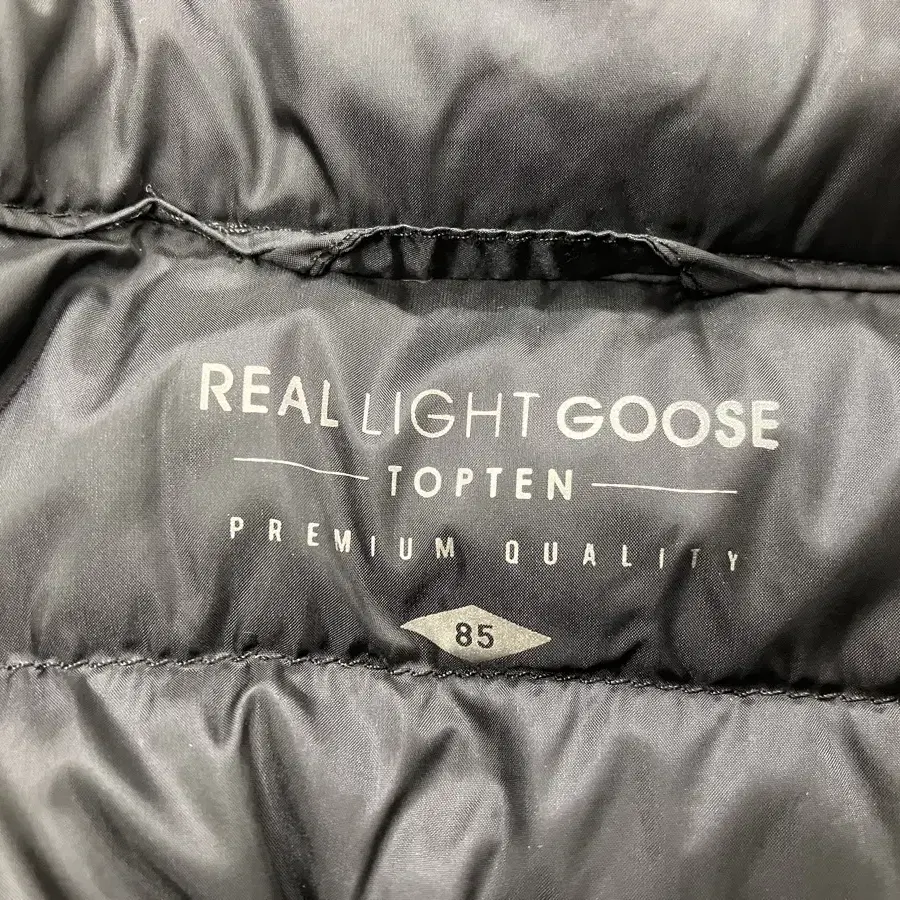 REAL LIGHT GOOSE
TOPTEN
PREMIUM QUALITY
85